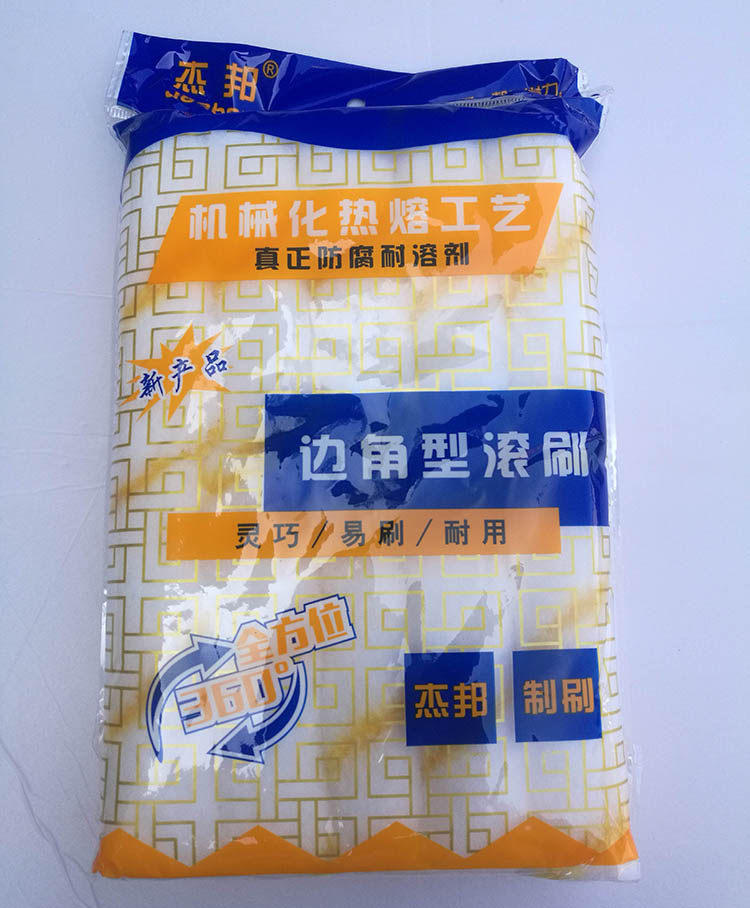 杰邦®
机械化热熔工艺
真正防腐耐溶剂
新产品
边角型滚刷
灵巧/易刷/耐用
全方位
360°
杰邦 制刷